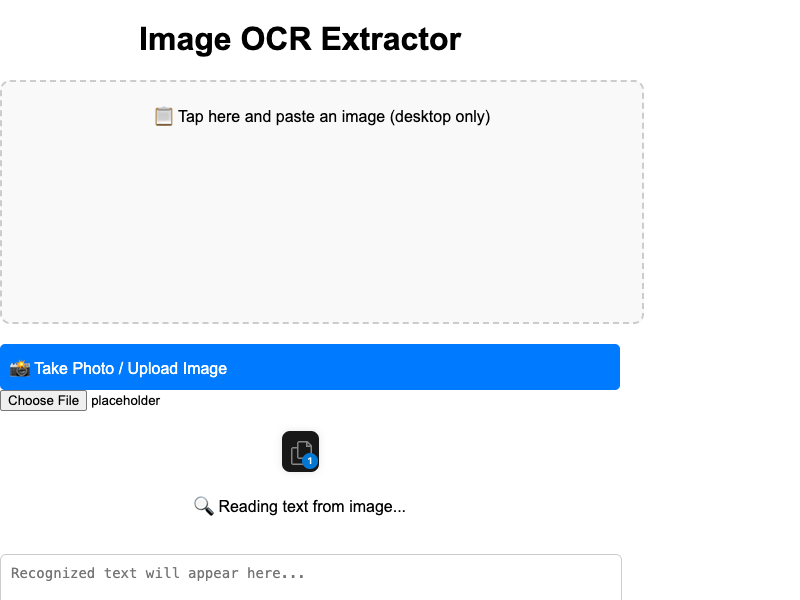 Image OCR Extractor
📋 Tap here and paste an image (desktop only)
📸 Take Photo / Upload Image
Choose File placeholder
1
🔍 Reading text from image...
Recognized text will appear here...